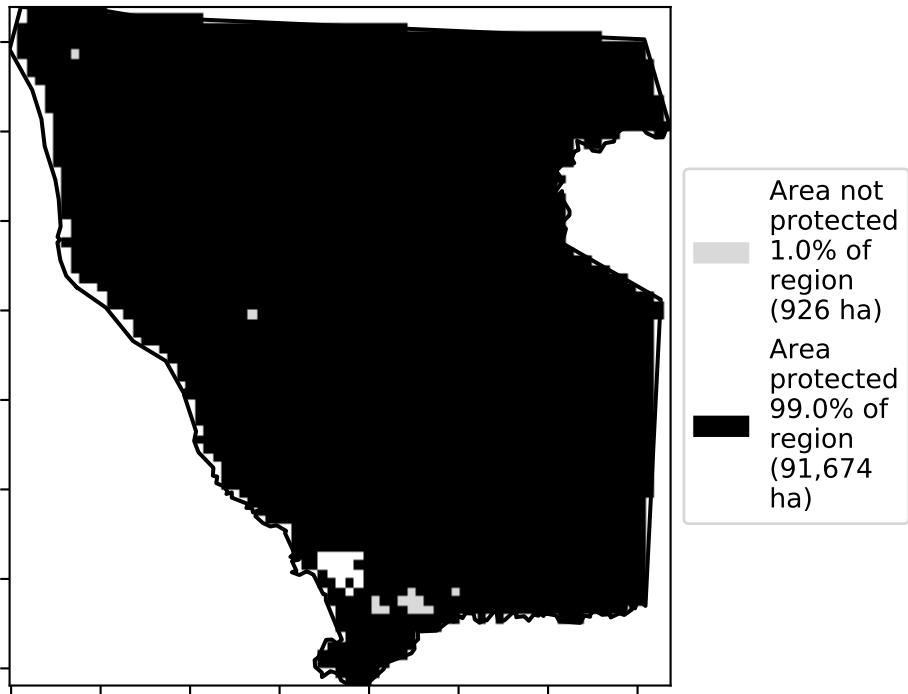 Area not
protected
1.0% of
region
(926 ha)
Area
protected
99.0% of
region
(91,674
ha)